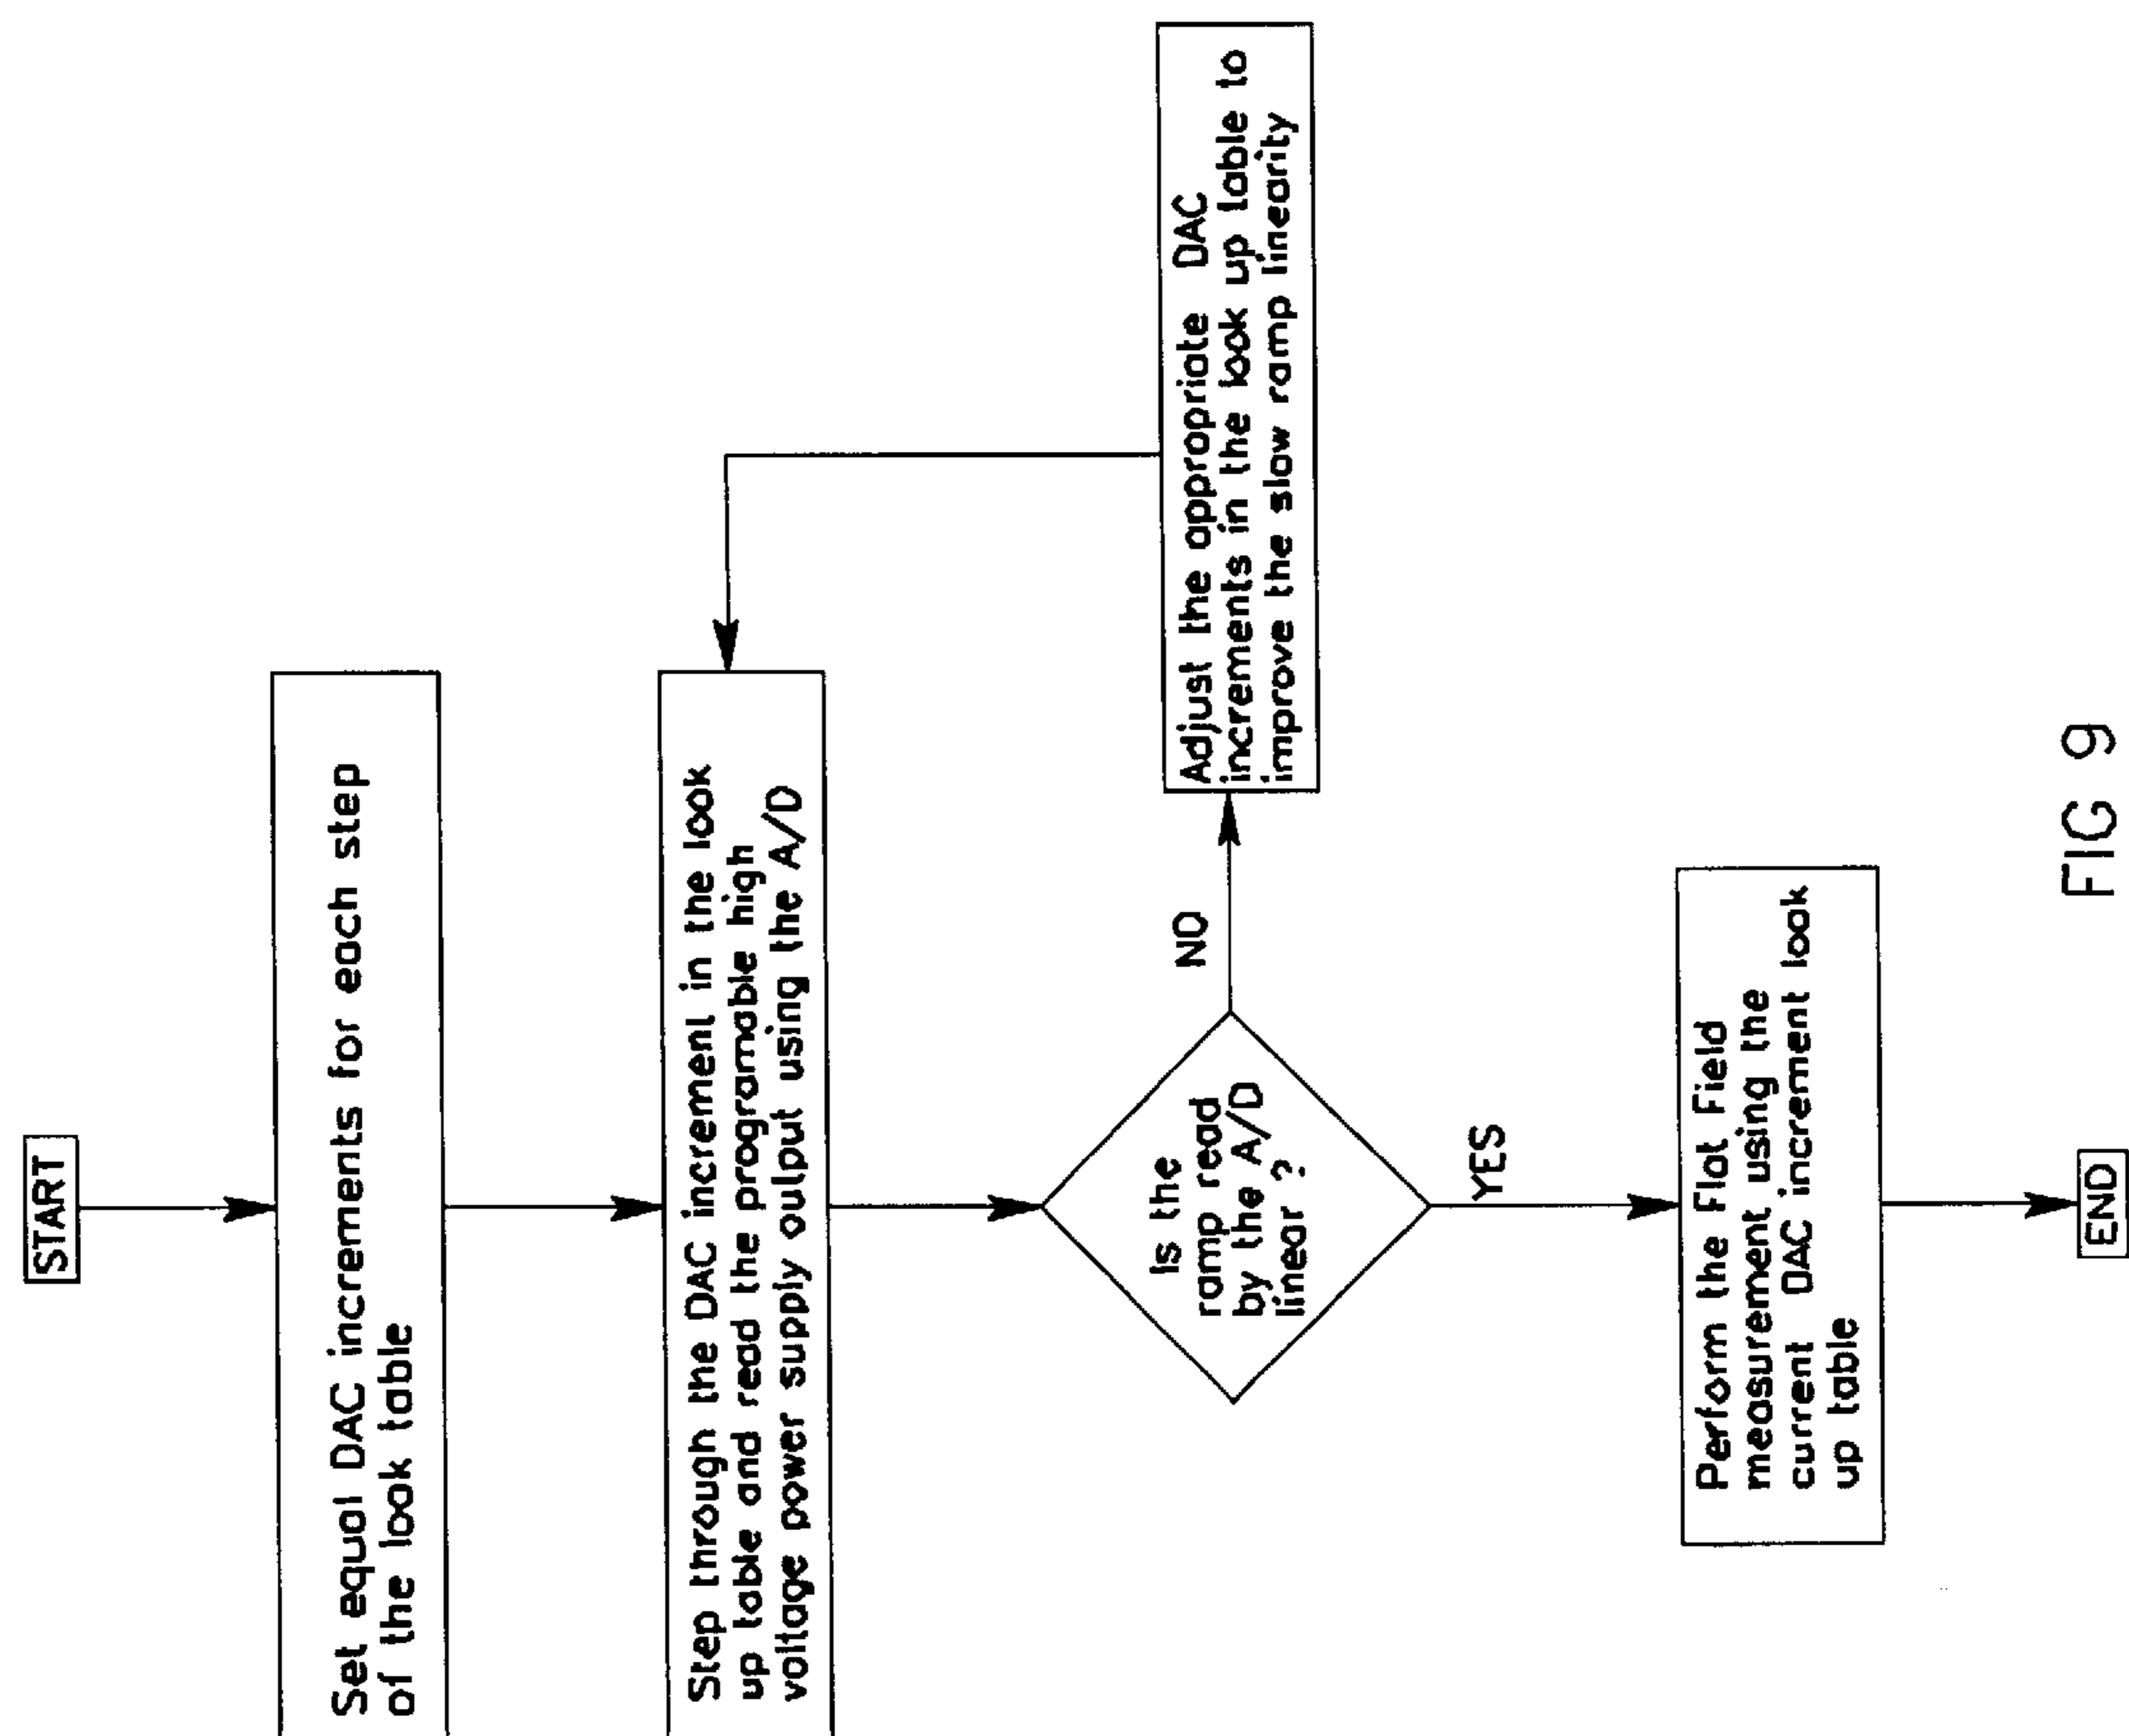 START
Set equal DAC increments for each step
of the look table
Step through the DAC increment in the look
up table and read the programable high
voltage power supply output using the A/D
Is the
ramp read
by the A/D
linear ?
NO
Adjust the appropriate DAC
increments in the look up table to
improve the slow ramp linearity
YES
Perform the Flat Field
measurement using the
current DAC increment look
up table
END
FIG 9